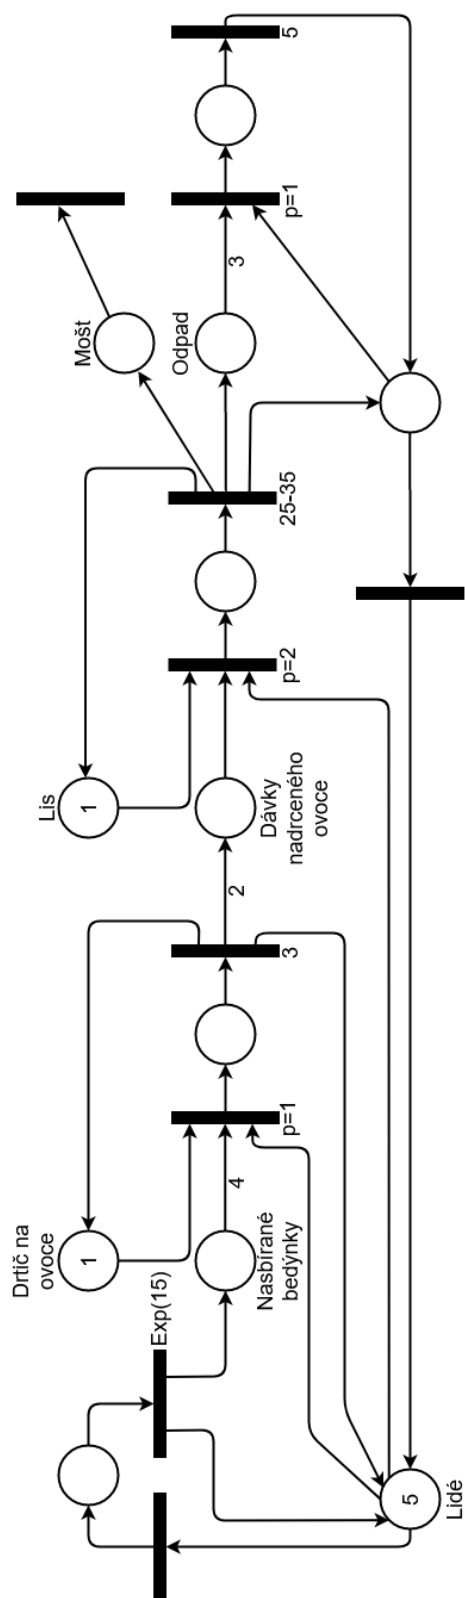 Drtič na
ovoce
1
Lis
1
Mošt
Exp(15)
Odpad
4
2
3
Nasbírané
bedýnky
p=1
3
Dávky
nadrceného
ovoce
p=2
25-35
p=1
5
5
Lidé